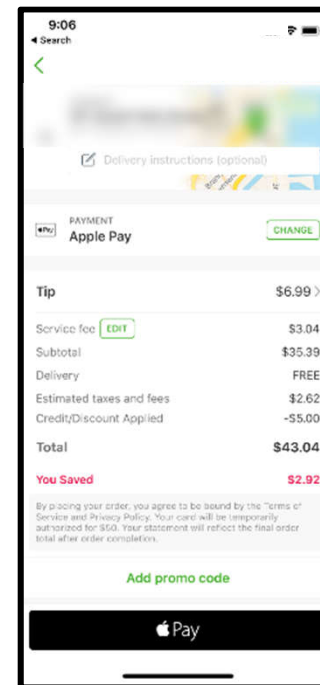 9:06
◀ Search
Delivery instructions (optional)
PAYMENT
Pay
Apple Pay
CHANGE
Tip $6.99 >
Service fee EDIT $3.04
Subtotal $35.39
Delivery FREE
Estimated taxes and fees $2.62
Credit/Discount Applied -$5.00
Total $43.04
You Saved $2.92
By placing your order, you agree to be bound by the Terms of
Service and Privacy Policy. Your card will be temporarily
authorized for $50. Your statement will reflect the final order
total after order completion.
Add promo code
Pay